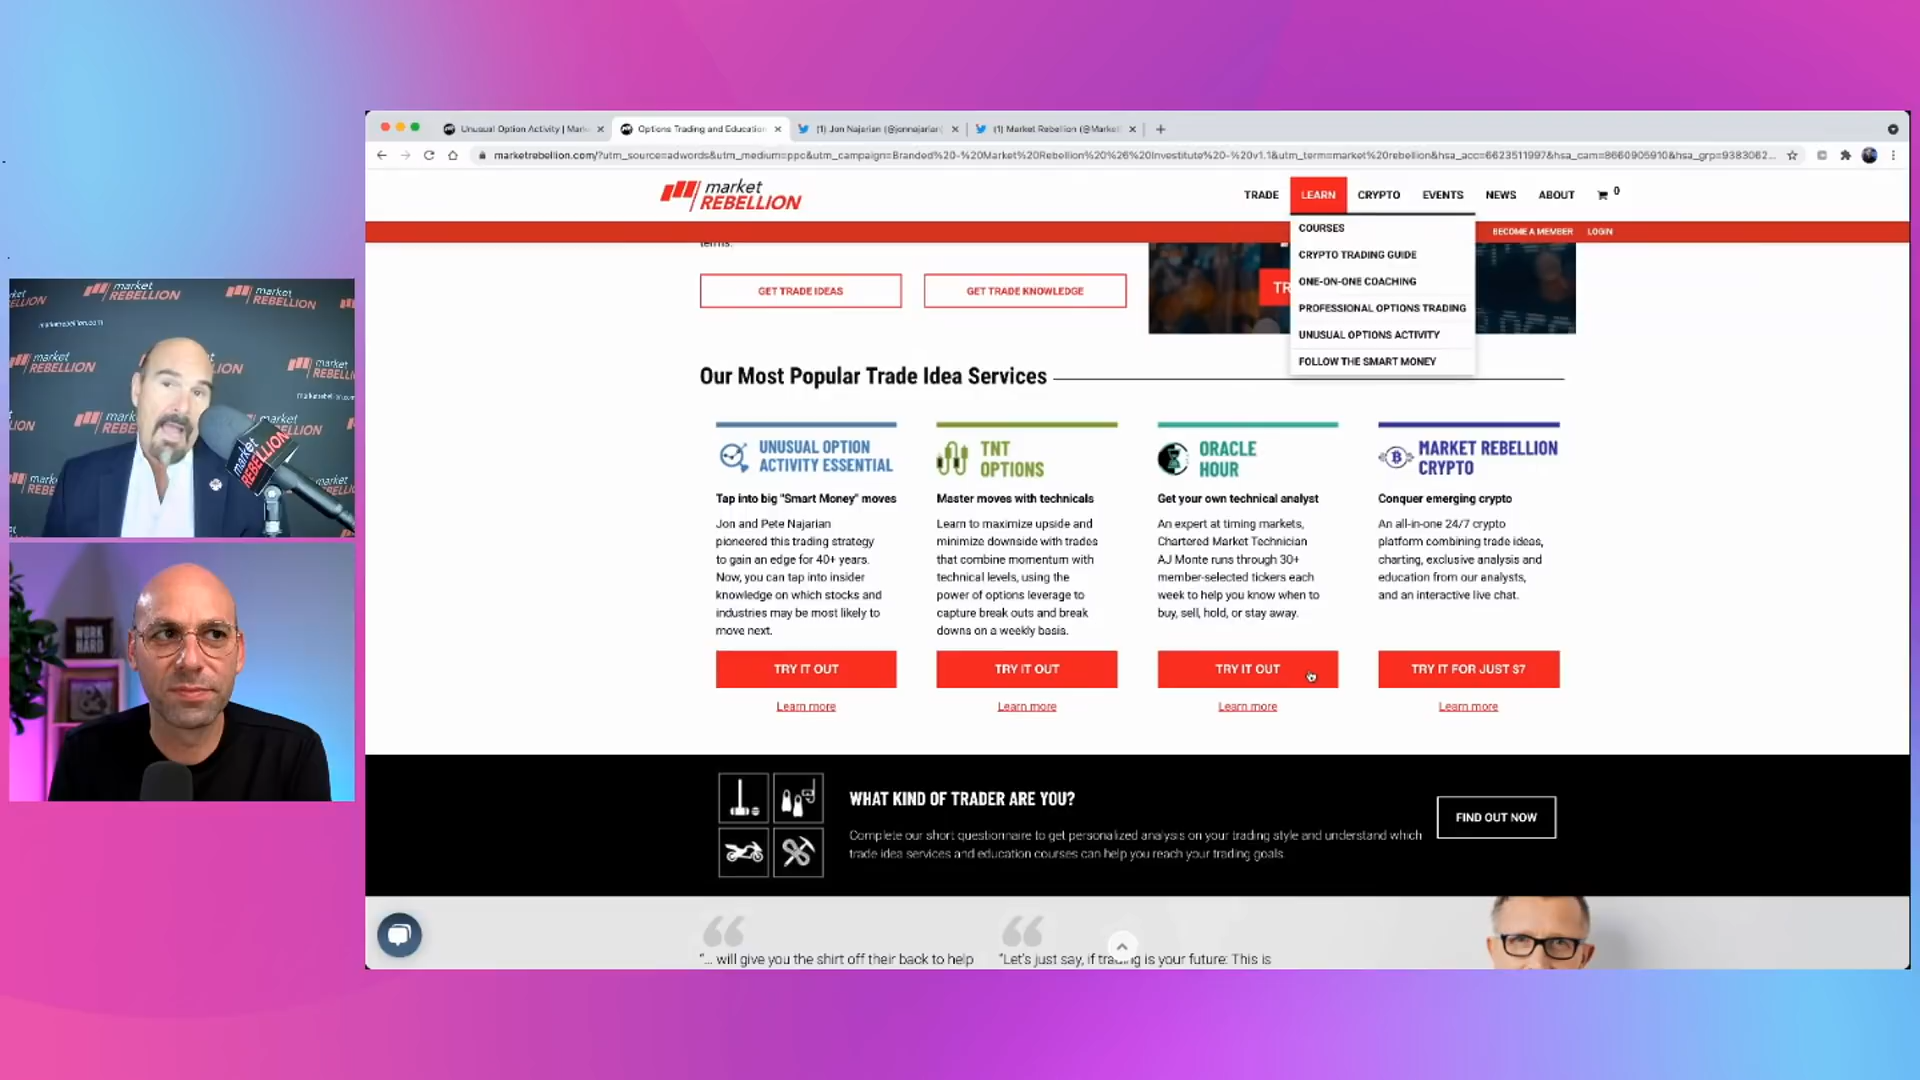 Unusual Option Activity | Mark
Options Trading and Education
(1) Jon Najarian (@jonnajarian
(1) Market Rebellion (@Market
marketrebellion.com/?utm_source=adwords&utm_medium=ppc&utm_campaign=Branded%20-%20Market%20Rebellion%20%26%20Investitute%20-%20v1.1&utm_term=market%20rebellion&hsa_acc=6623511997&hsa_cam=8660905910&hsa_grp=9383062...
market
REBELLION
TRADE
LEARN
CRYPTO
EVENTS
NEWS
ABOUT
0
BECOME A MEMBER
LOGIN
COURSES
CRYPTO TRADING GUIDE
ONE-ON-ONE COACHING
PROFESSIONAL OPTIONS TRADING
UNUSUAL OPTIONS ACTIVITY
FOLLOW THE SMART MONEY
terms.
GET TRADE IDEAS
GET TRADE KNOWLEDGE
TR
Our Most Popular Trade Idea Services
UNUSUAL OPTION
ACTIVITY ESSENTIAL
Tap into big "Smart Money" moves
Jon and Pete Najarian
pioneered this trading strategy
to gain an edge for 40+ years.
Now, you can tap into insider
knowledge on which stocks and
industries may be most likely to
move next.
TRY IT OUT
Learn more
TNT
OPTIONS
Master moves with technicals
Learn to maximize upside and
minimize downside with trades
that combine momentum with
technical levels, using the
power of options leverage to
capture break outs and break
downs on a weekly basis.
TRY IT OUT
Learn more
ORACLE
HOUR
Get your own technical analyst
An expert at timing markets,
Chartered Market Technician
AJ Monte runs through 30+
member-selected tickers each
week to help you know when to
buy, sell, hold, or stay away.
TRY IT OUT
Learn more
MARKET REBELLION
CRYPTO
Conquer emerging crypto
An all-in-one 24/7 crypto
platform combining trade ideas,
charting, exclusive analysis and
education from our analysts,
and an interactive live chat.
TRY IT FOR JUST $7
Learn more
WHAT KIND OF TRADER ARE YOU?
Complete our short questionnaire to get personalized analysis on your trading style and understand which
trade idea services and education courses can help you reach your trading goals.
FIND OUT NOW
"... will give you the shirt off their back to help
"Let's just say, if trading is your future: This is
market
REBELLION
marketrebellion.com
market
REBELLION
WORK
HARD